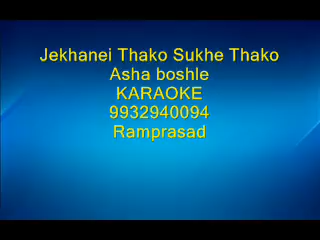 Jekhanei Thako Sukhe Thako
Asha boshle
KARAOKE
9932940094
Ramprasad